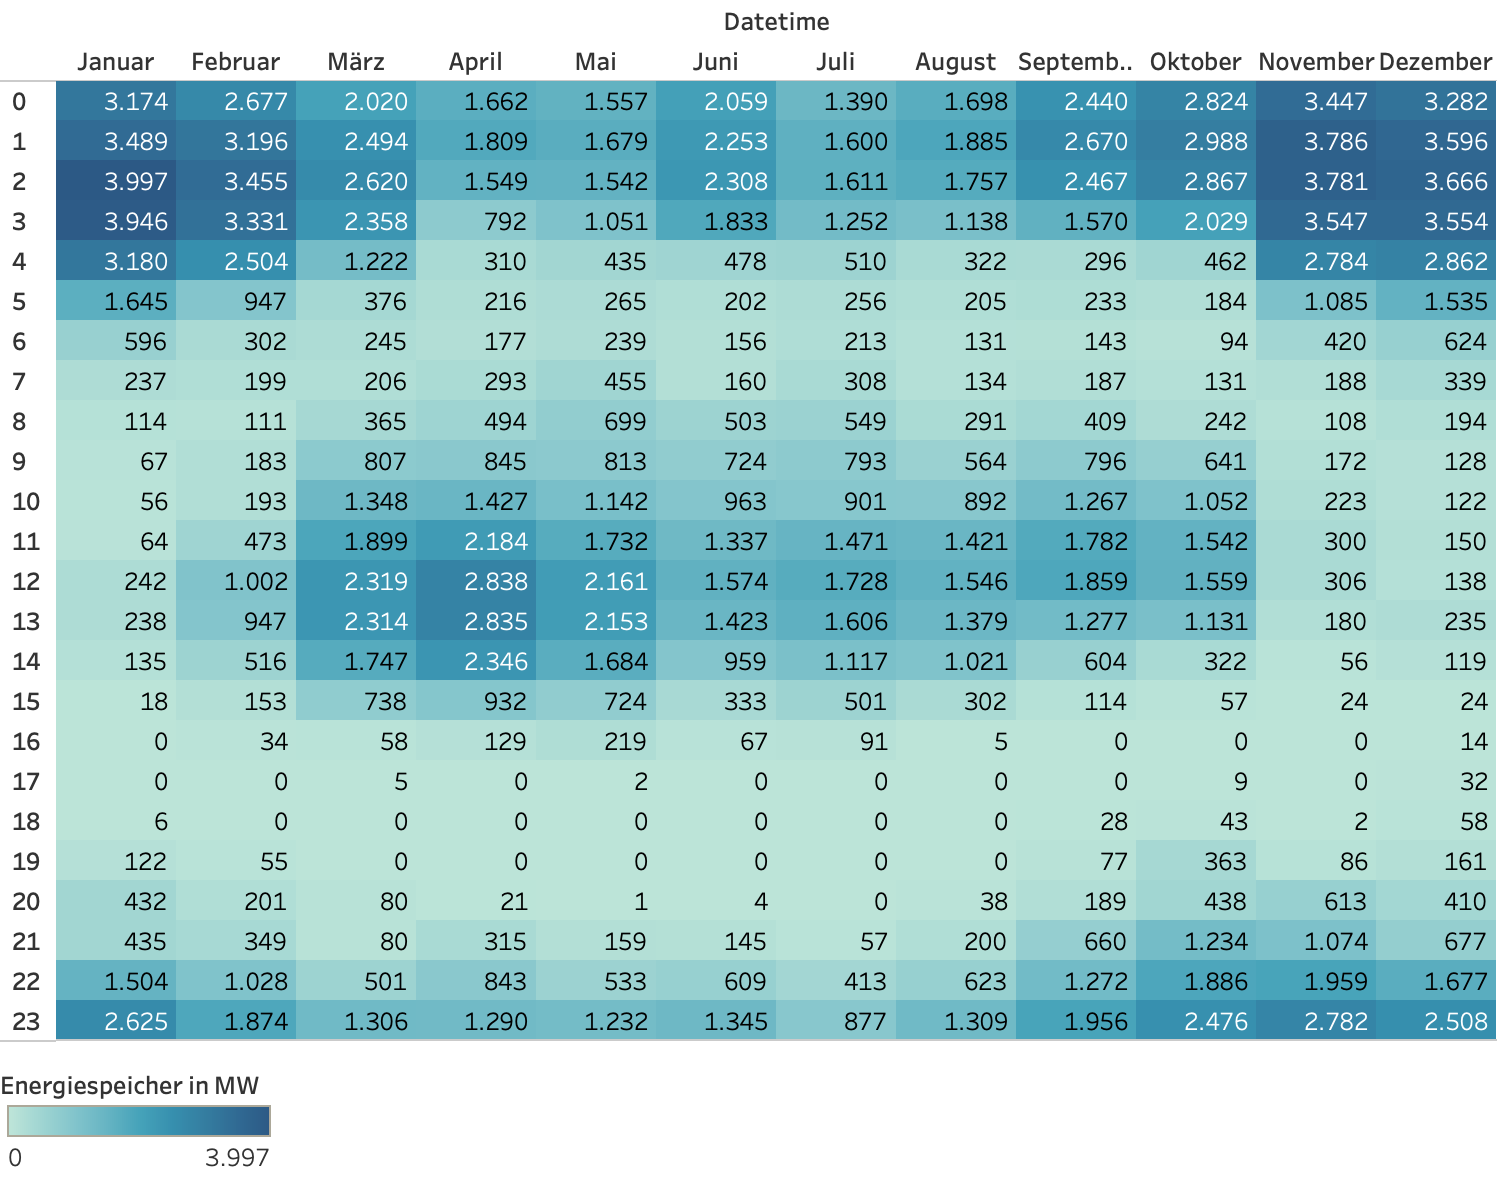 Datetime
Januar Februar März April Mai Juni Juli August Septemb.. Oktober November Dezember
0 3.174 2.677 2.020 1.662 1.557 2.059 1.390 1.698 2.440 2.824 3.447 3.282
1 3.489 3.196 2.494 1.809 1.679 2.253 1.600 1.885 2.670 2.988 3.786 3.596
2 3.997 3.455 2.620 1.549 1.542 2.308 1.611 1.757 2.467 2.867 3.781 3.666
3 3.946 3.331 2.358 792 1.051 1.833 1.252 1.138 1.570 2.029 3.547 3.554
4 3.180 2.504 1.222 310 435 478 510 322 296 462 2.784 2.862
5 1.645 947 376 216 265 202 256 205 233 184 1.085 1.535
6 596 302 245 177 239 156 213 131 143 94 420 624
7 237 199 206 293 455 160 308 134 187 131 188 339
8 114 111 365 494 699 503 549 291 409 242 108 194
9 67 183 807 845 813 724 793 564 796 641 172 128
10 56 193 1.348 1.427 1.142 963 901 892 1.267 1.052 223 122
11 64 473 1.899 2.184 1.732 1.337 1.471 1.421 1.782 1.542 300 150
12 242 1.002 2.319 2.838 2.161 1.574 1.728 1.546 1.859 1.559 306 138
13 238 947 2.314 2.835 2.153 1.423 1.606 1.379 1.277 1.131 180 235
14 135 516 1.747 2.346 1.684 959 1.117 1.021 604 322 56 119
15 18 153 738 932 724 333 501 302 114 57 24 24
16 0 34 58 129 219 67 91 5 0 0 0 14
17 0 0 5 0 2 0 0 0 0 9 0 32
18 6 0 0 0 0 0 0 0 28 43 2 58
19 122 55 0 0 0 0 0 0 77 363 86 161
20 432 201 80 21 1 4 0 38 189 438 613 410
21 435 349 80 315 159 145 57 200 660 1.234 1.074 677
22 1.504 1.028 501 843 533 609 413 623 1.272 1.886 1.959 1.677
23 2.625 1.874 1.306 1.290 1.232 1.345 877 1.309 1.956 2.476 2.782 2.508
Energiespeicher in MW
0 3.997